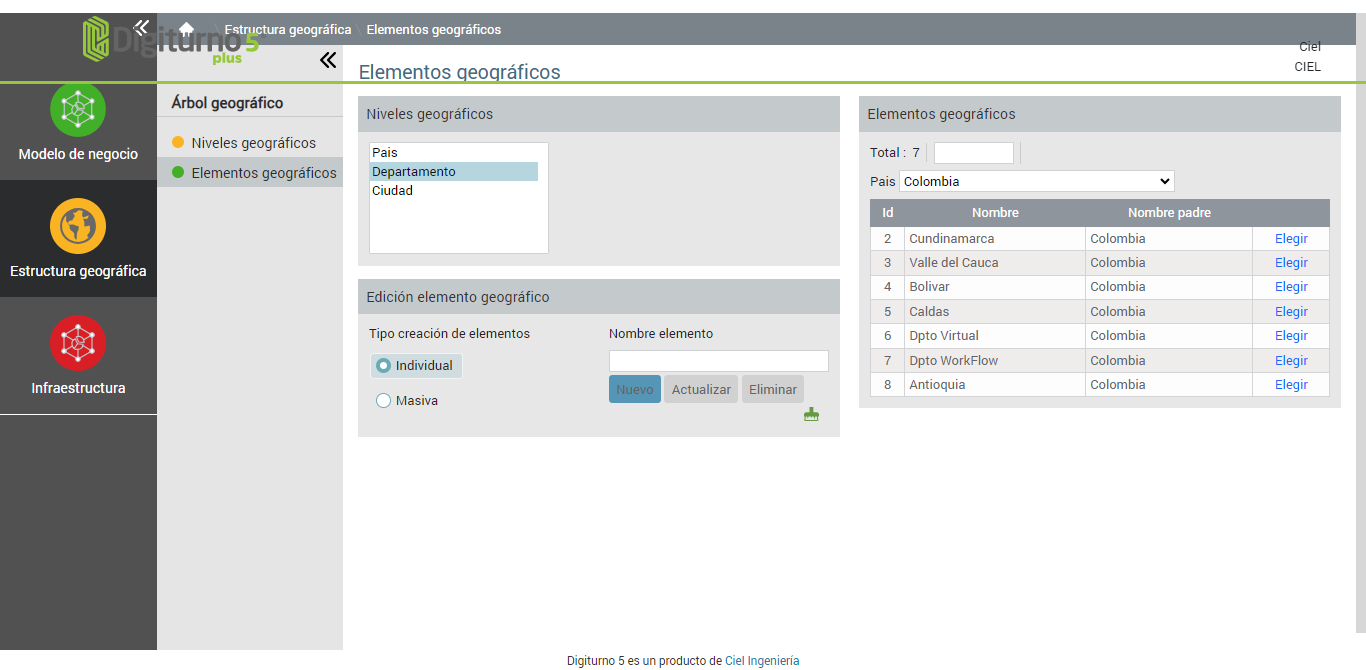 Digiturno 5
plus
Estructura geográfica
Elementos geográficos
Ciel
CIEL
Elementos geográficos
Modelo de negocio
Estructura geográfica
Infraestructura
Árbol geográfico
Niveles geográficos
Elementos geográficos
Niveles geográficos
Pais
Departamento
Ciudad
Edición elemento geográfico
Tipo creación de elementos
Individual
Masiva
Nombre elemento
Nuevo Actualizar Eliminar
Elementos geográficos
Total : 7
Pais Colombia
Id Nombre Nombre padre
2 Cundinamarca Colombia Elegir
3 Valle del Cauca Colombia Elegir
4 Bolivar Colombia Elegir
5 Caldas Colombia Elegir
6 Dpto Virtual Colombia Elegir
7 Dpto WorkFlow Colombia Elegir
8 Antioquia Colombia Elegir
Digiturno 5 es un producto de Ciel Ingeniería